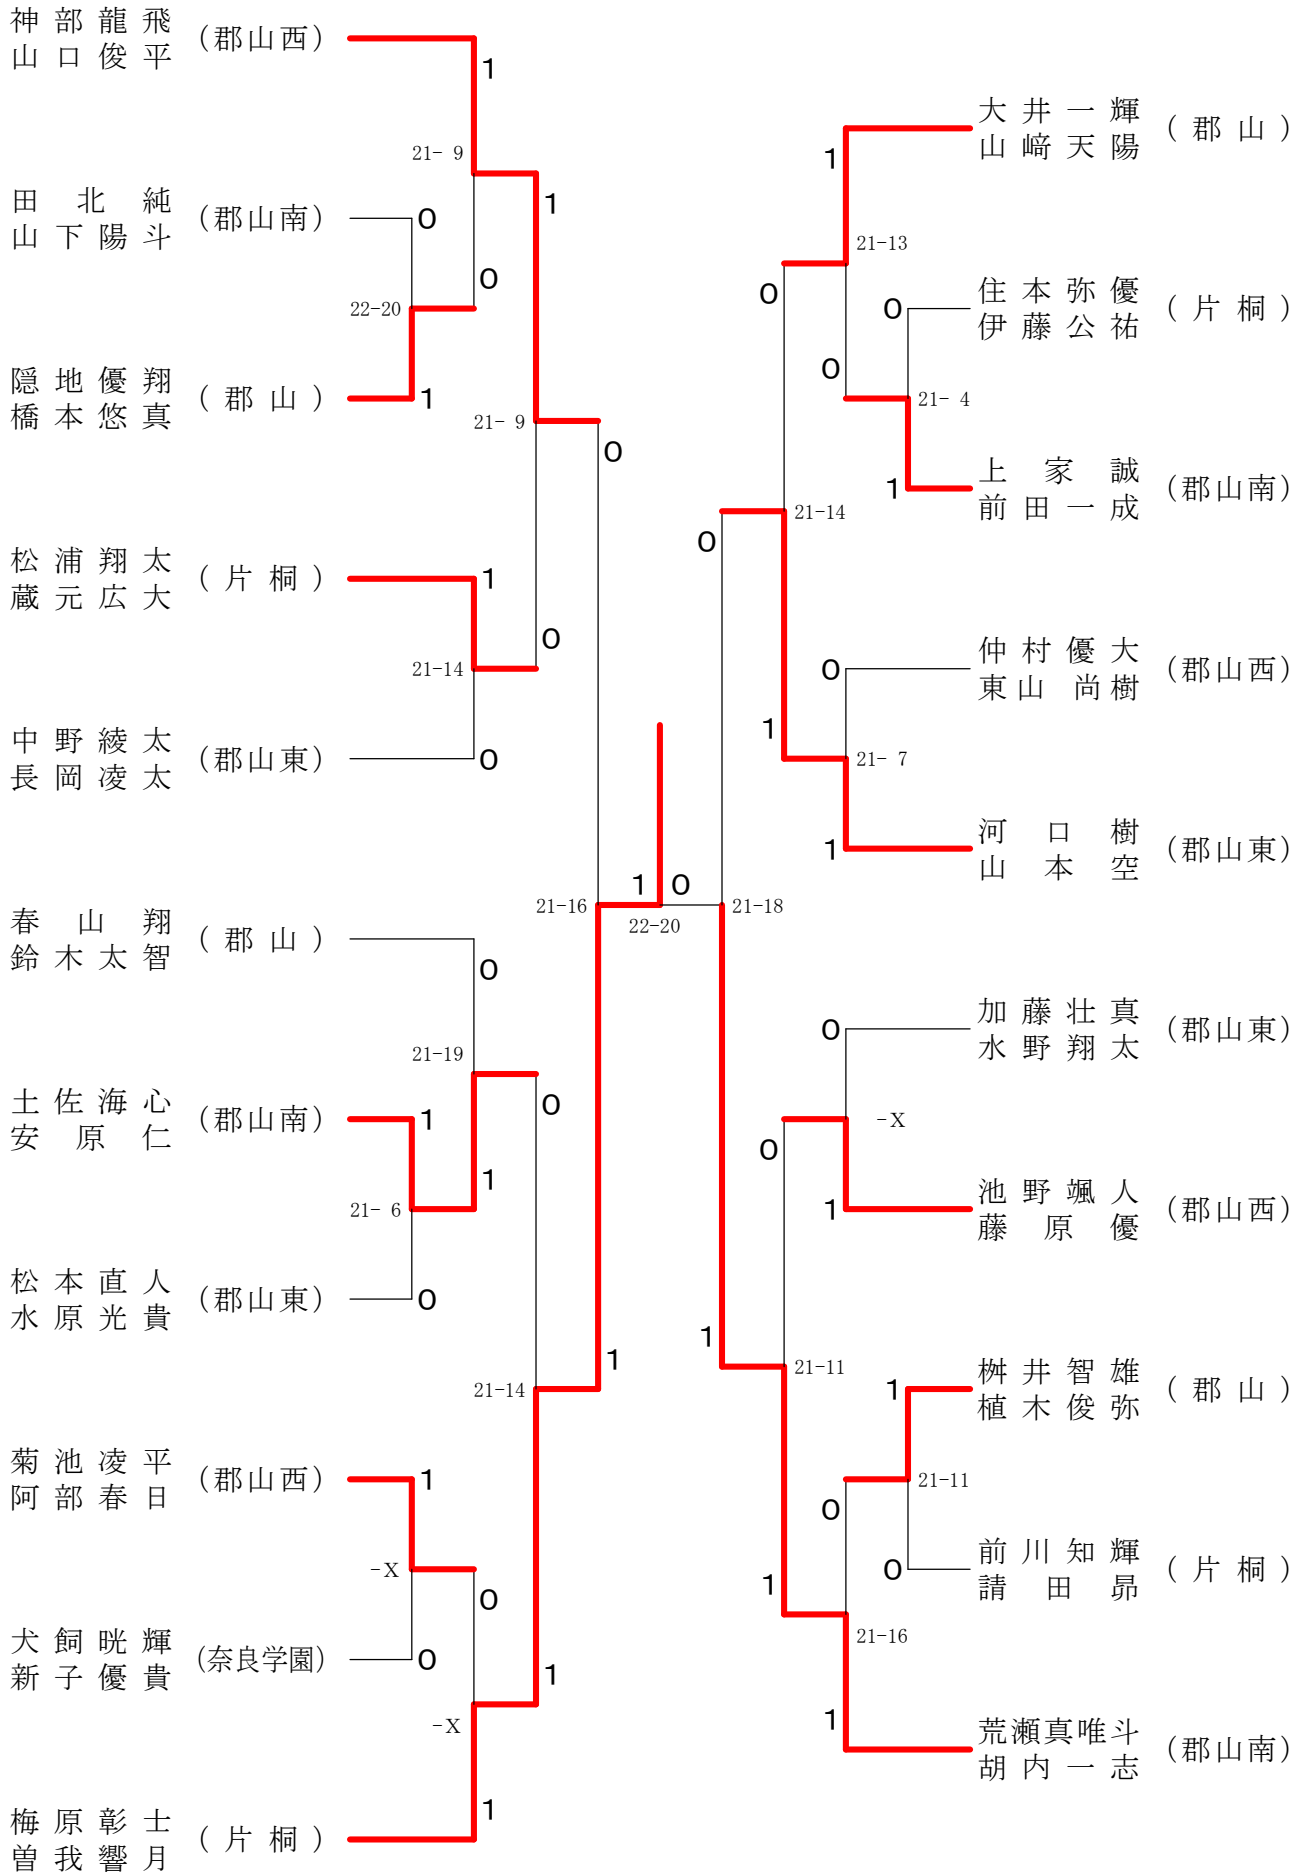 神部龍飛
山口俊平
(郡山西)
1
21- 9
田北純
山下陽斗
(郡山南)
0
1
0
22-20
隠地優翔
橋本悠真
(郡山)
1
21- 9
0
松浦翔太
蔵元広大
(片桐)
1
0
21-14
中野綾太
長岡凌太
(郡山東)
0
春山翔
鈴木太智
(郡山)
0
21-16
21-19
土佐海心
安原仁
(郡山南)
1
0
1
21- 6
松本直人
水原光貴
(郡山東)
0
1
21-14
菊池凌平
阿部春日
(郡山西)
1
-X
0
犬飼晄輝
新子優貴
(奈良学園)
0
1
-X
梅原彰士
曽我響月
(片桐)
1
1
0
22-20
大井一輝
山﨑天陽
(郡山)
1
21-13
0
住本弥優
伊藤公祐
(片桐)
0
0
21- 4
上家誠
前田一成
(郡山南)
1
21-14
0
仲村優大
東山尚樹
(郡山西)
0
1
21- 7
河口樹
山本空
(郡山東)
1
21-18
加藤壮真
水野翔太
(郡山東)
0
-X
0
池野颯人
藤原優
(郡山西)
1
1
21-11
桝井智雄
植木俊弥
(郡山)
1
21-11
0
前川知輝
請田昴
(片桐)
0
1
21-16
荒瀬真唯斗
胡内一志
(郡山南)
1